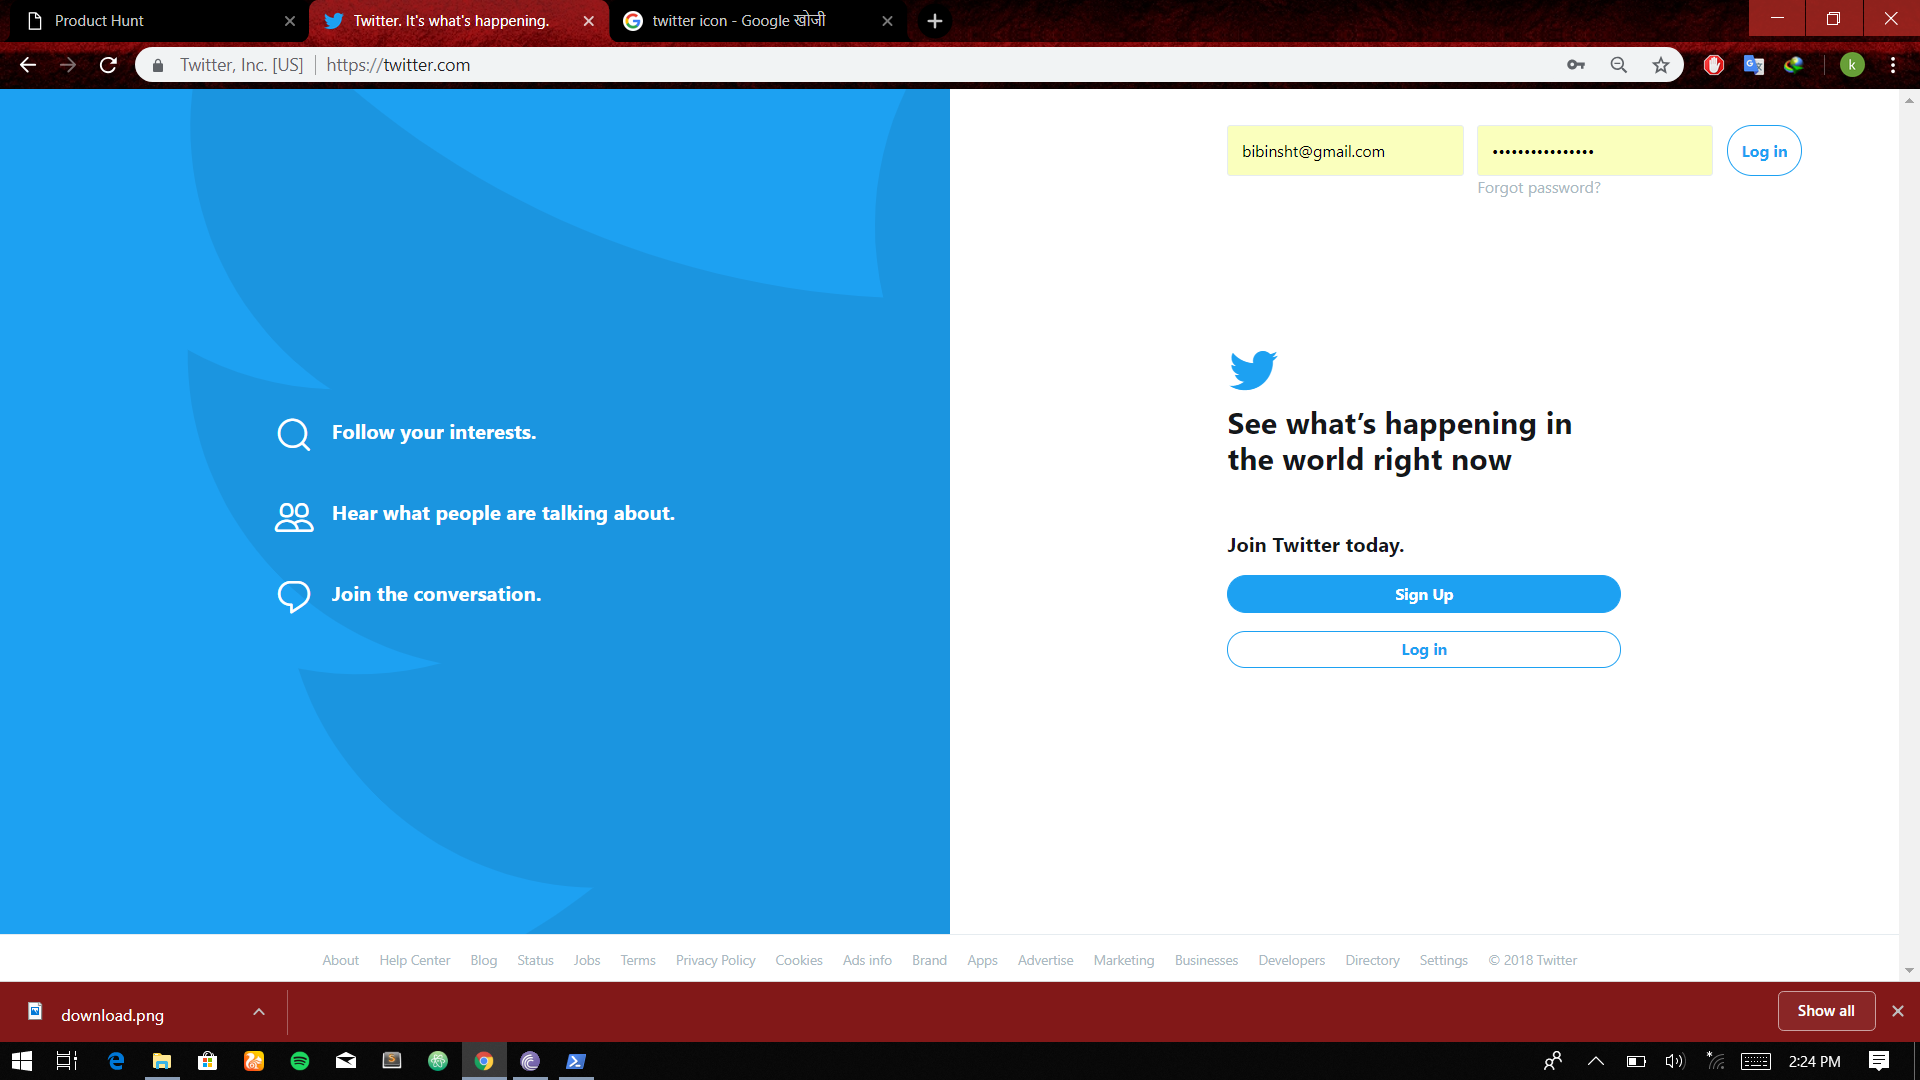 Product Hunt
Twitter. It's what's happening.
twitter icon - Google खोजी
Twitter, Inc. [US]
https://twitter.com
k
bibinsht@gmail.com
••••••••••••••••
Log in
Forgot password?
See what’s happening in
the world right now
Follow your interests.
Hear what people are talking about.
Join the conversation.
Join Twitter today.
Sign Up
Log in
About Help Center Blog Status Jobs Terms Privacy Policy Cookies Ads info Brand Apps Advertise Marketing Businesses Developers Directory Settings © 2018 Twitter
download.png
Show all
2:24 PM